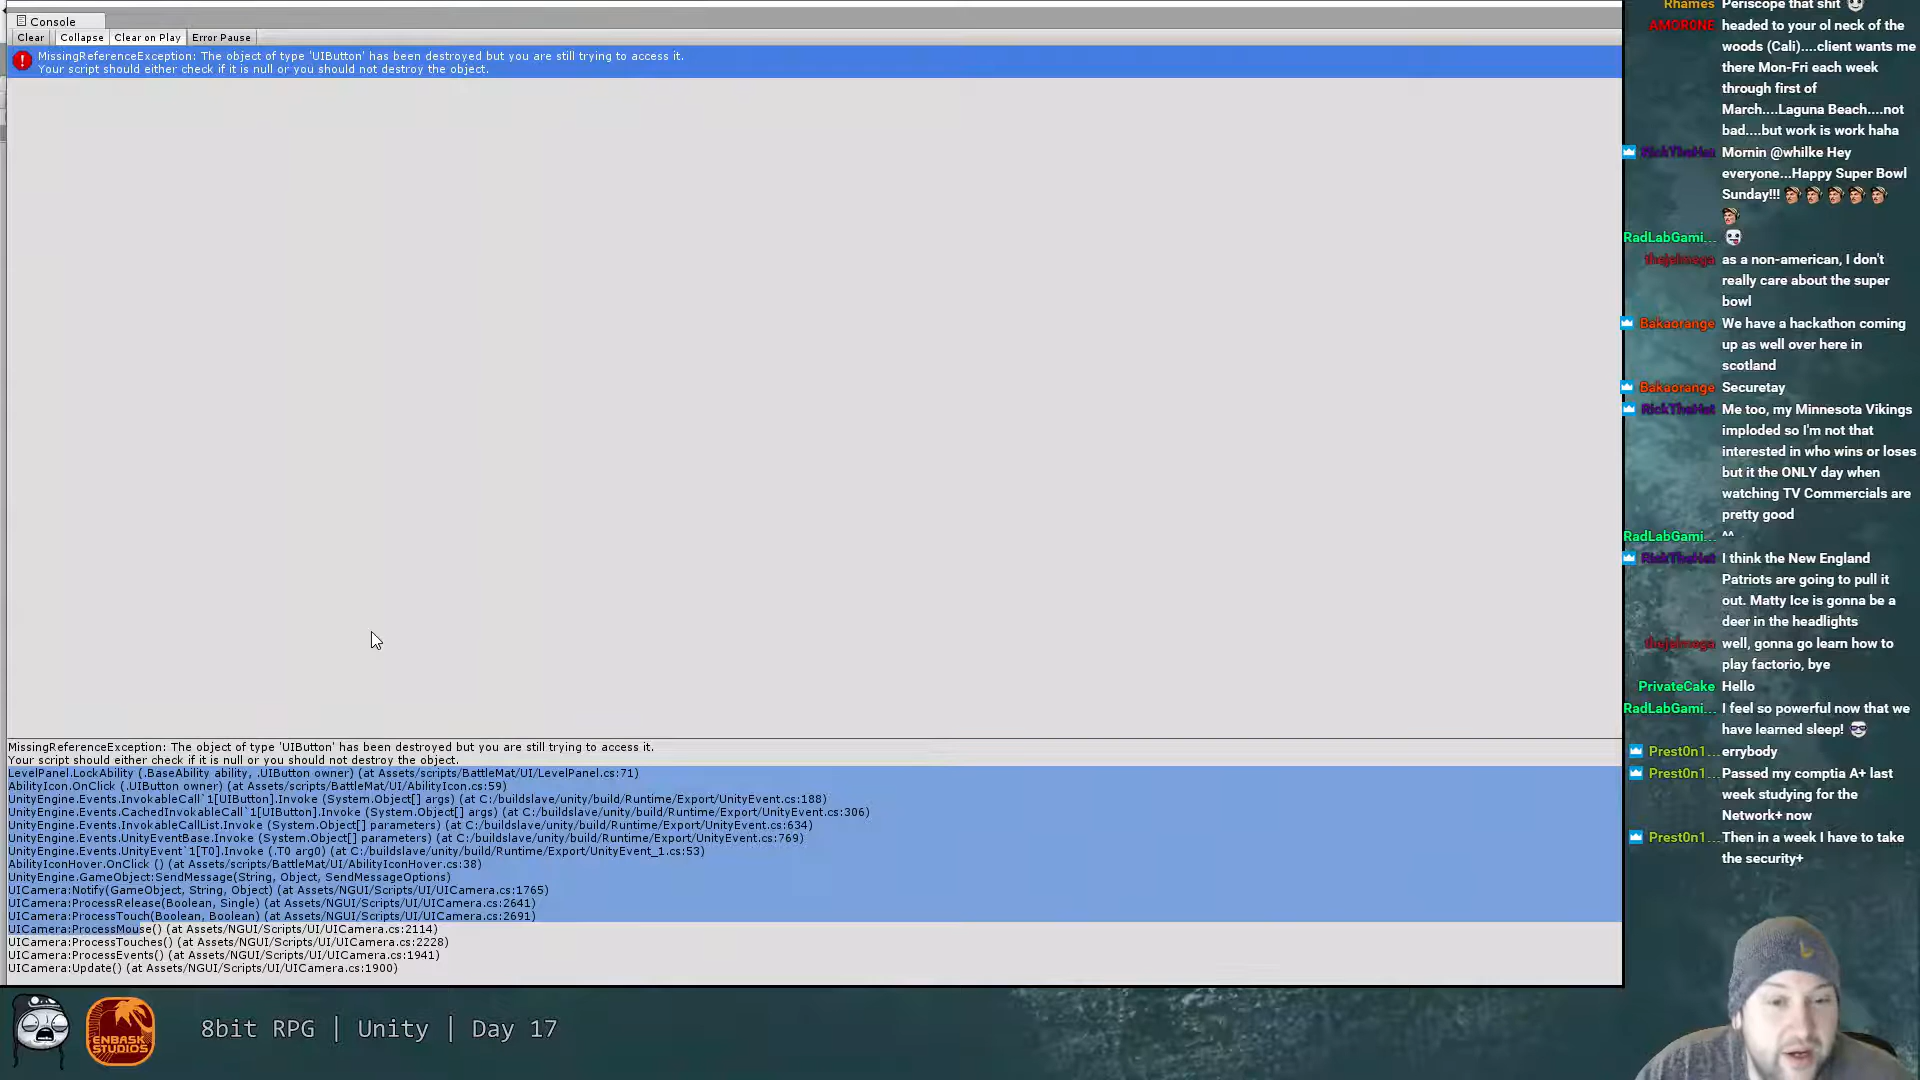 Console
Clear Collapse Clear on Play Error Pause
MissingReferenceException: The object of type 'UIButton' has been destroyed but you are still trying to access it.
Your script should either check if it is null or you should not destroy the object.
MissingReferenceException: The object of type 'UIButton' has been destroyed but you are still trying to access it.
Your script should either check if it is null or you should not destroy the object.
LevelPanel.LockAbility (.BaseAbility ability, .UIButton owner) (at Assets/scripts/BattleMat/UI/LevelPanel.cs:71)
AbilityIcon.OnClick (.UIButton owner) (at Assets/scripts/BattleMat/UI/AbilityIcon.cs:59)
UnityEngine.Events.InvokableCall`1[UIButton].Invoke (System.Object[] args) (at C:/buildslave/unity/build/Runtime/Export/UnityEvent.cs:188)
UnityEngine.Events.CachedInvokableCall`1[UIButton].Invoke (System.Object[] args) (at C:/buildslave/unity/build/Runtime/Export/UnityEvent.cs:306)
UnityEngine.Events.InvokableCallList.Invoke (System.Object[] parameters) (at C:/buildslave/unity/build/Runtime/Export/UnityEvent.cs:634)
UnityEngine.Events.UnityEventBase.Invoke (System.Object[] parameters) (at C:/buildslave/unity/build/Runtime/Export/UnityEvent.cs:769)
UnityEngine.Events.UnityEvent`1[T0].Invoke (.T0 arg0) (at C:/buildslave/unity/build/Runtime/Export/UnityEvent_1.cs:53)
AbilityIconHover.OnClick () (at Assets/scripts/BattleMat/UI/AbilityIconHover.cs:38)
UnityEngine.GameObject:SendMessage(String, Object, SendMessageOptions)
UICamera:Notify(GameObject, String, Object) (at Assets/NGUI/Scripts/UI/UICamera.cs:1765)
UICamera:ProcessRelease(Boolean, Single) (at Assets/NGUI/Scripts/UI/UICamera.cs:2641)
UICamera:ProcessTouch(Boolean, Boolean) (at Assets/NGUI/Scripts/UI/UICamera.cs:2691)
UICamera:ProcessMouse() (at Assets/NGUI/Scripts/UI/UICamera.cs:2114)
UICamera:ProcessTouches() (at Assets/NGUI/Scripts/UI/UICamera.cs:2228)
UICamera:ProcessEvents() (at Assets/NGUI/Scripts/UI/UICamera.cs:1941)
UICamera:Update() (at Assets/NGUI/Scripts/UI/UICamera.cs:1900)
ENBASK
STUDIOS
8bit RPG | Unity | Day 17
Rhames Periscope that shit
AMOR0NE headed to your ol neck of the
woods (Cali)....client wants me
there Mon-Fri each week
through first of
March....Laguna Beach....not
bad....but work is work haha
RickTheHat Mornin @whilke Hey
everyone...Happy Super Bowl
Sunday!!!
RadLabGami...
thejelmega as a non-american, I don't
really care about the super
bowl
Bakaorange We have a hackathon coming
up as well over here in
scotland
Bakaorange Securetay
RickTheHat Me too, my Minnesota Vikings
imploded so I'm not that
interested in who wins or loses
but it the ONLY day when
watching TV Commercials are
pretty good
RadLabGami... ^^
RickTheHat I think the New England
Patriots are going to pull it
out. Matty Ice is gonna be a
deer in the headlights
thejelmega well, gonna go learn how to
play factorio, bye
PrivateCake Hello
RadLabGami... I feel so powerful now that we
have learned sleep!
Prest0n1... errybody
Prest0n1... Passed my comptia A+ last
week studying for the
Network+ now
Prest0n1... Then in a week I have to take
the security+